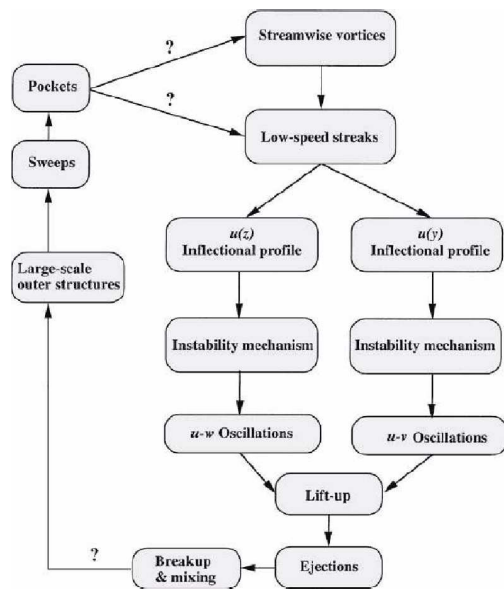 ?
Streamwise vortices
Pockets
?
Low-speed streaks
Sweeps
u(z)
Inflectional profile
u(y)
Inflectional profile
Large-scale
outer structures
Instability mechanism
Instability mechanism
u-w Oscillations
u-v Oscillations
Lift-up
?
Breakup
& mixing
Ejections